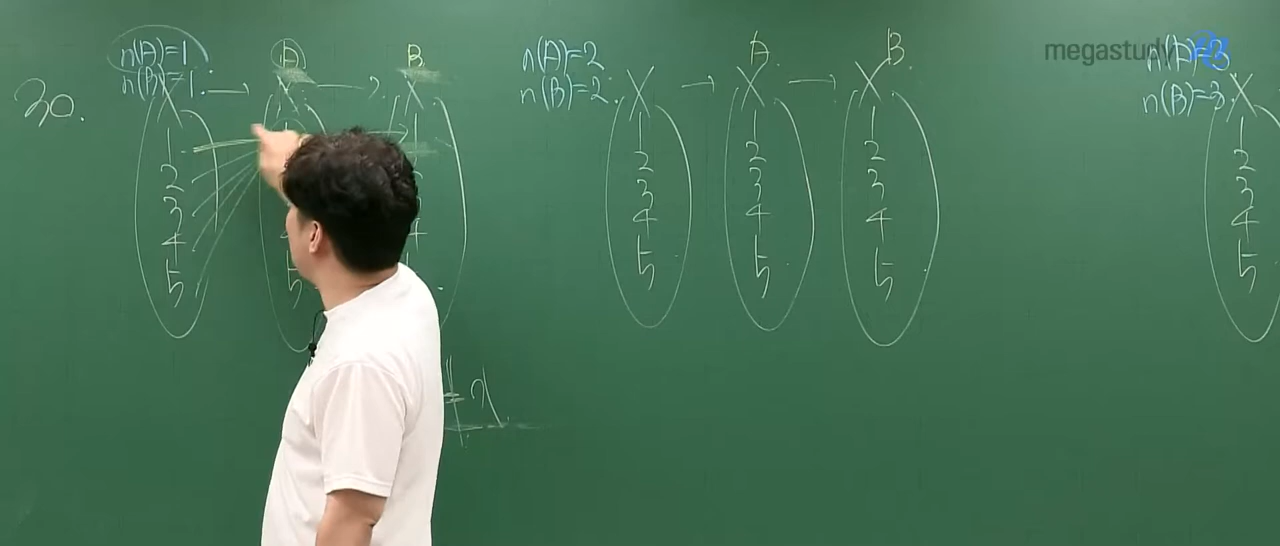 30.
n(A)=1
n(B)=1.
A
B
X → X → X
1
2
3
4
5
≠ x
n(A)=2
n(B)=2.
A
B
X → X → X
1 1 1
2 2 2
3 3 3
4 4 4
5 5 5
megastudy
n(A)=3
n(B)=3.
X
1
2
3
4
5